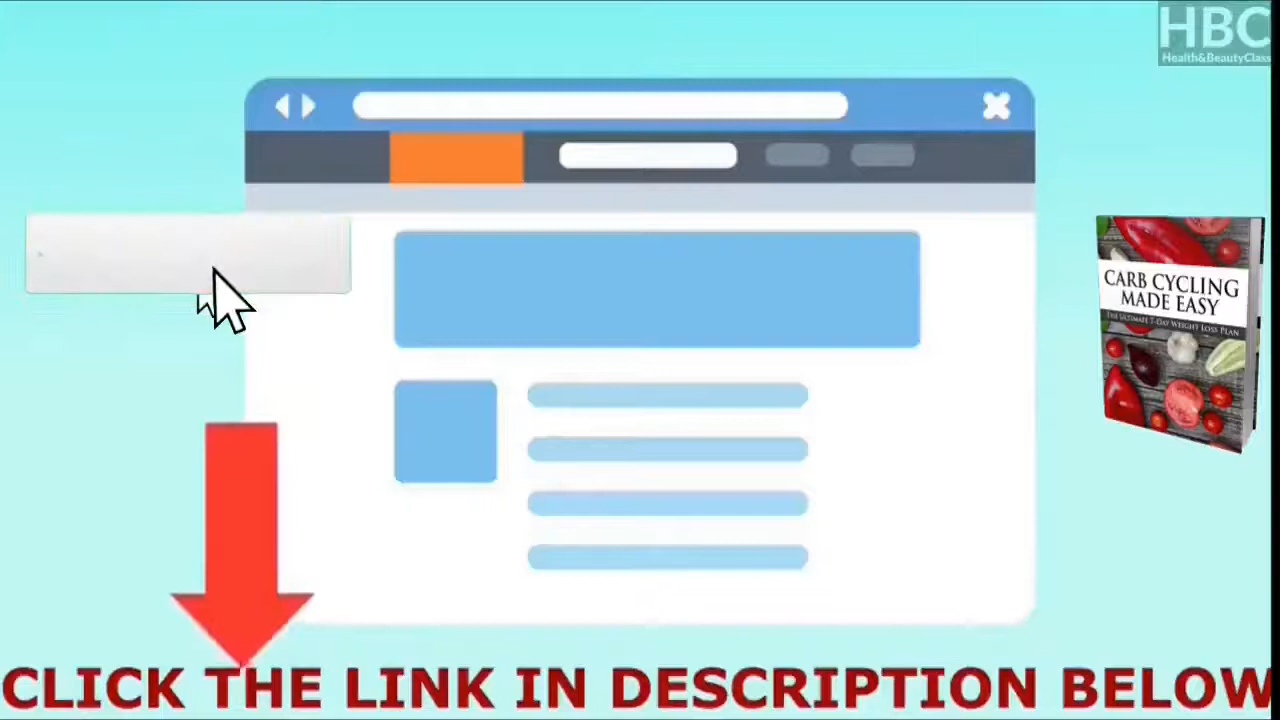 HBC
Health&BeautyClass
CARB CYCLING
MADE EASY
THE ULTIMATE 7-DAY WEIGHT LOSS PLAN
CLICK THE LINK IN DESCRIPTION BELOW